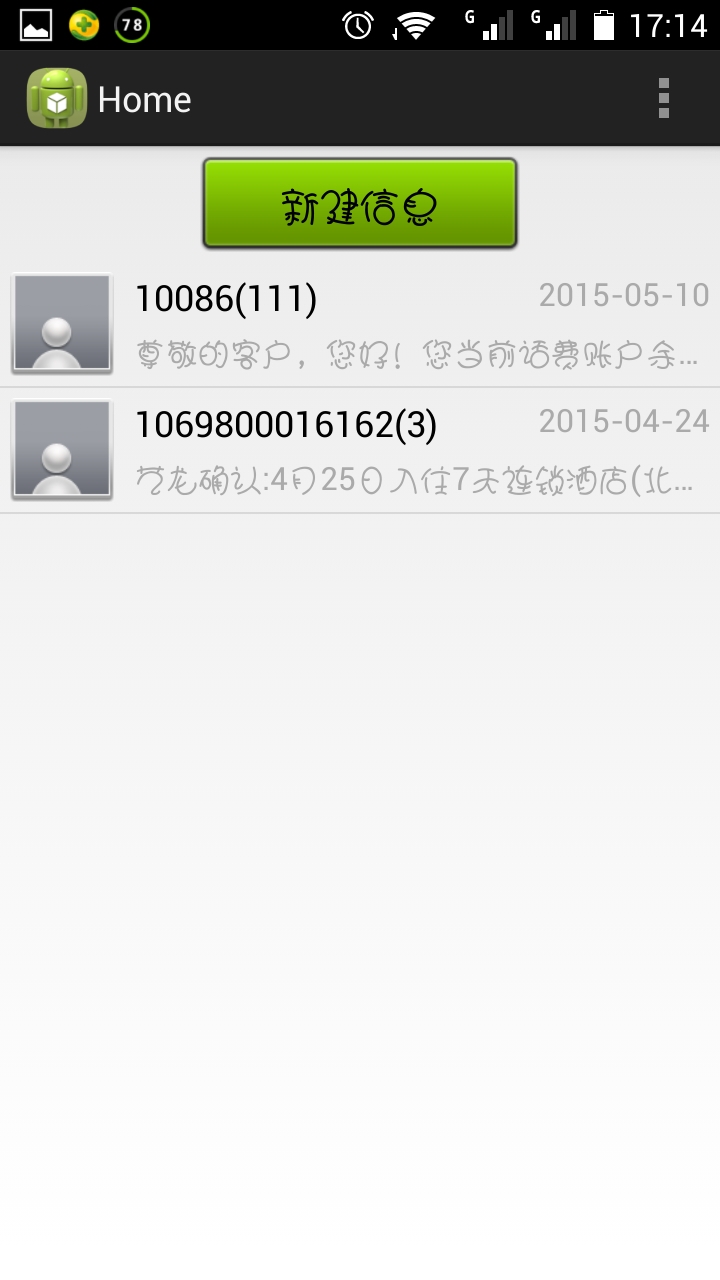 78 G G 17:14
Home
新建信息
10086(111) 2015-05-10
尊敬的客户，您好！您当前话费账户余...
1069800016162(3) 2015-04-24
范龙确认:4月25日入住7天连锁酒店(北...